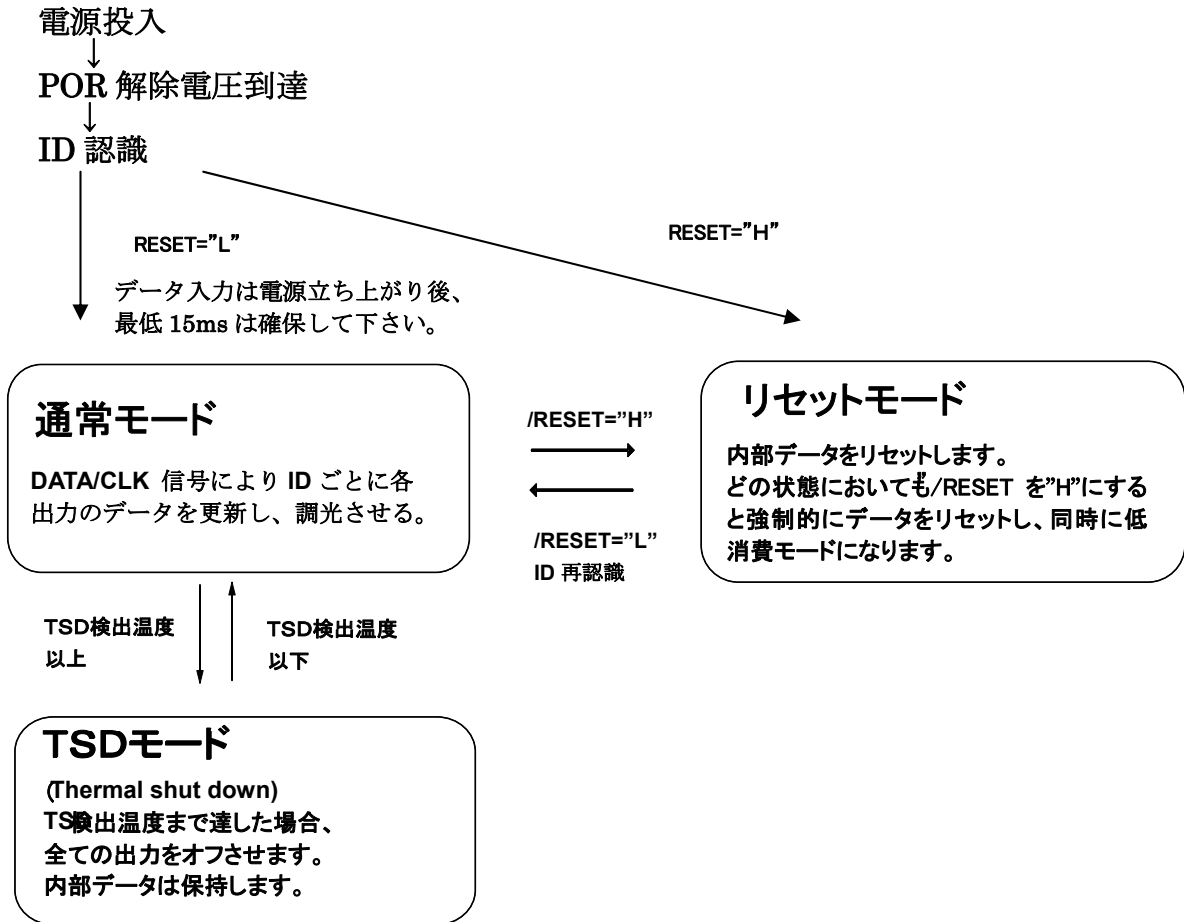 電源投入
POR 解除電圧到達
ID 認識
RESET="L"
RESET="H"
データ入力は電源立ち上がり後、
最低 15ms は確保して下さい。
通常モード
DATA/CLK 信号により ID ごとに各
出力のデータを更新し、調光させる。
/RESET="H"
/RESET="L"
ID 再認識
リセットモード
内部データをリセットします。
どの状態においても/RESET を"H"にする
と強制的にデータをリセットし、同時に低
消費モードになります。
TSD検出温度
以上
TSD検出温度
以下
TSDモード
(Thermal shut down)
TS検出温度まで達した場合、
全ての出力をオフさせます。
内部データは保持します。